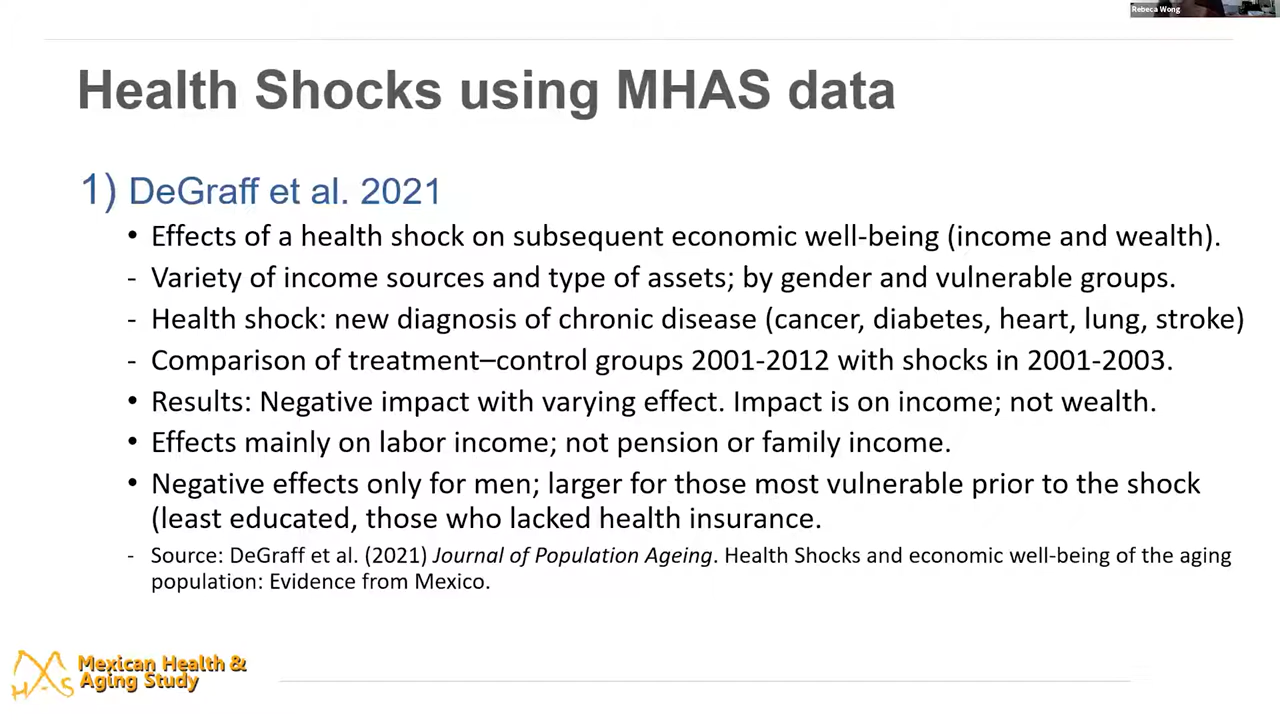 Rebeca Wong
Health Shocks using MHAS data
1) DeGraff et al. 2021
• Effects of a health shock on subsequent economic well-being (income and wealth).
- Variety of income sources and type of assets; by gender and vulnerable groups.
- Health shock: new diagnosis of chronic disease (cancer, diabetes, heart, lung, stroke)
- Comparison of treatment–control groups 2001-2012 with shocks in 2001-2003.
• Results: Negative impact with varying effect. Impact is on income; not wealth.
• Effects mainly on labor income; not pension or family income.
• Negative effects only for men; larger for those most vulnerable prior to the shock
(least educated, those who lacked health insurance.
- Source: DeGraff et al. (2021) Journal of Population Ageing. Health Shocks and economic well-being of the aging
population: Evidence from Mexico.
Mexican Health &
Aging Study